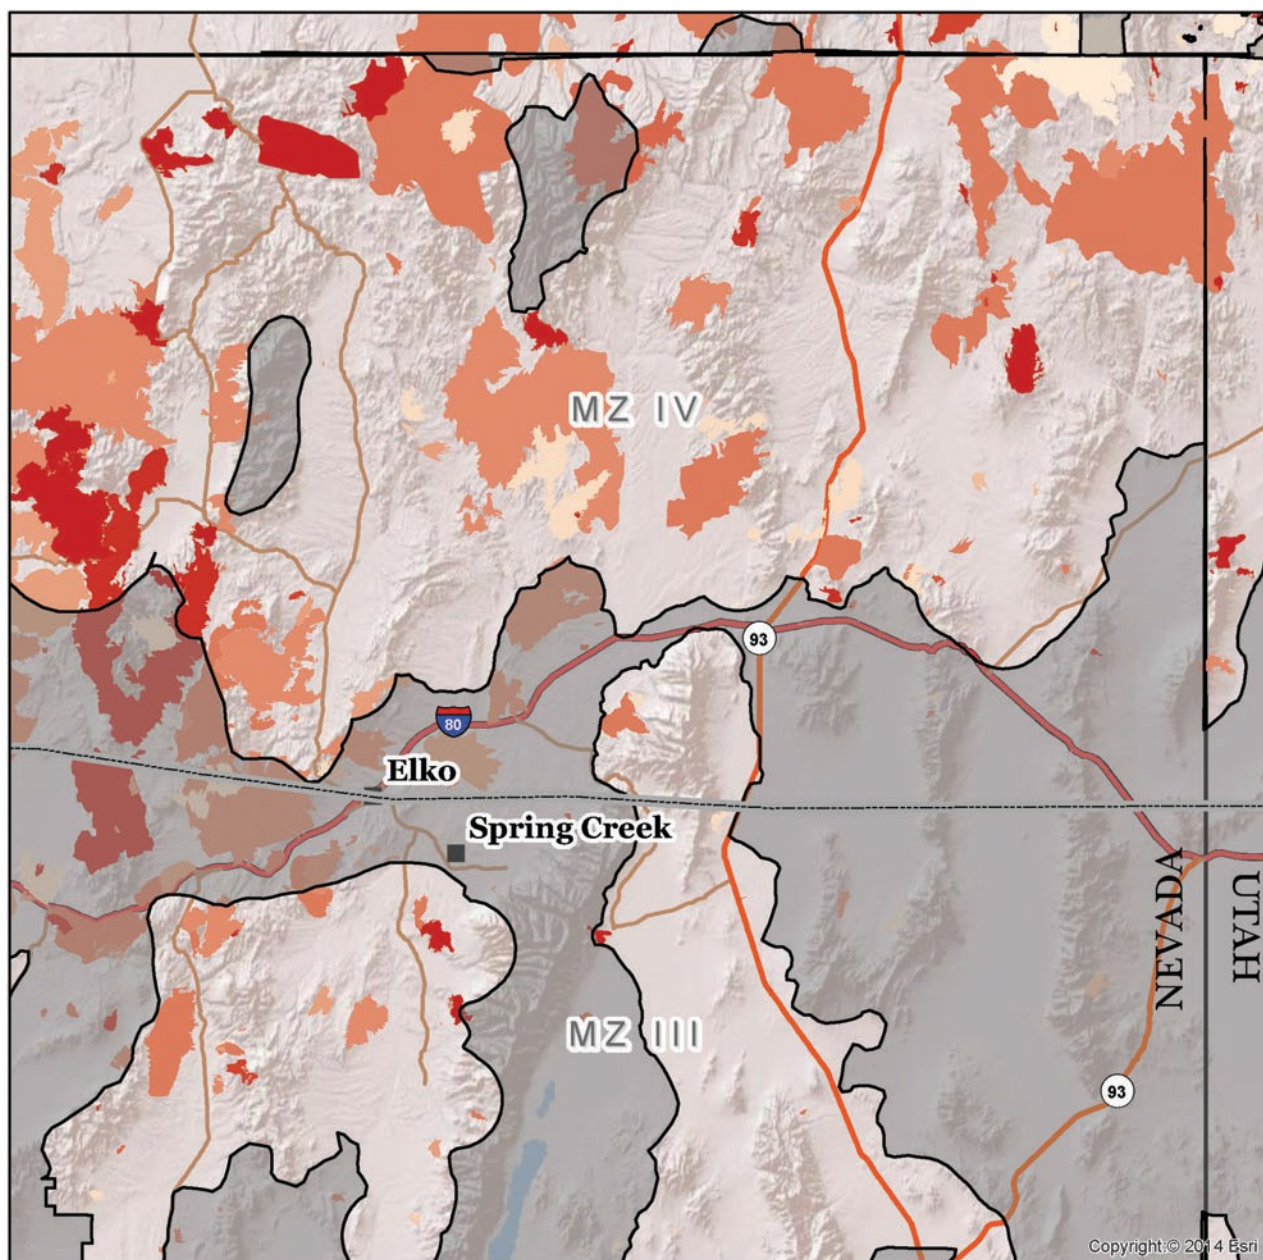 MZ IV
93
80
Elko
Spring Creek
NEVADA
UTAH
MZ III
93
Copyright:© 2014 Esri